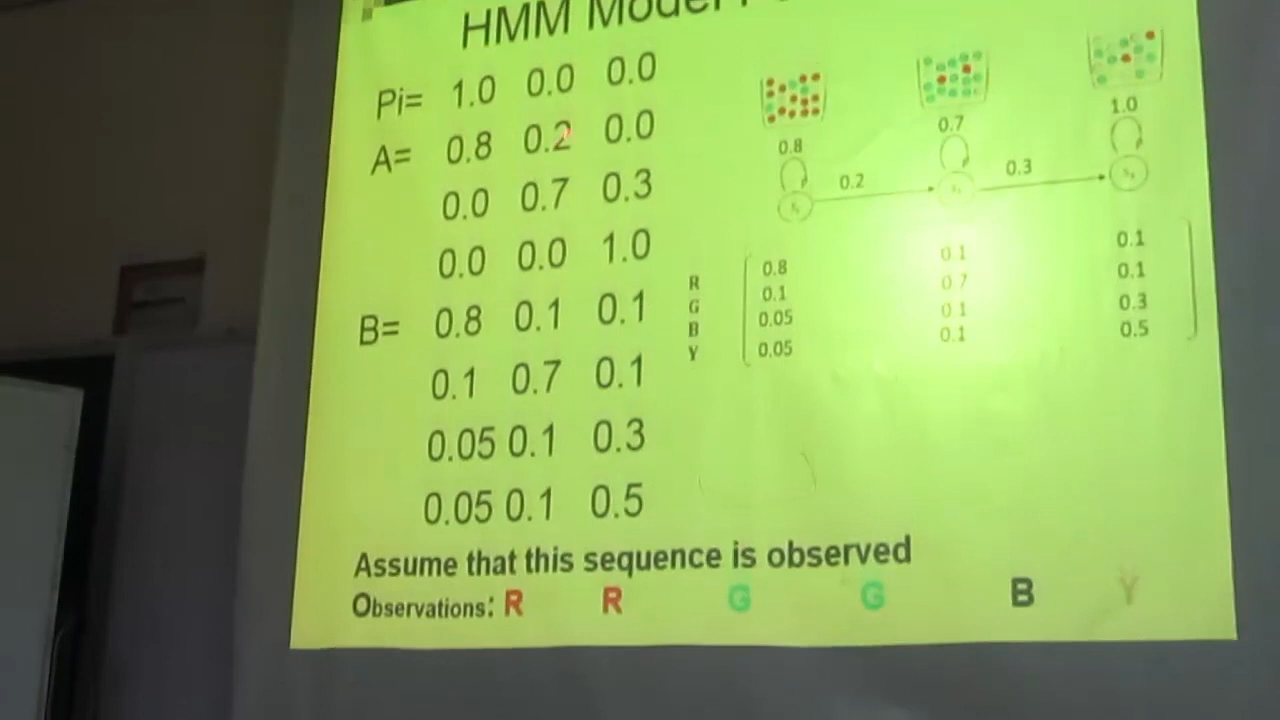 HMM Model
Pi= 1.0 0.0 0.0
A= 0.8 0.2 0.0
0.0 0.7 0.3
0.0 0.0 1.0
B= 0.8 0.1 0.1
0.1 0.7 0.1
0.05 0.1 0.3
0.05 0.1 0.5
0.8 0.7 1.0
0.2 0.3
R 0.8 0.1 0.1
G 0.1 0.7 0.1
B 0.05 0.1 0.3
Y 0.05 0.1 0.5
Assume that this sequence is observed
Observations: R R G G B Y